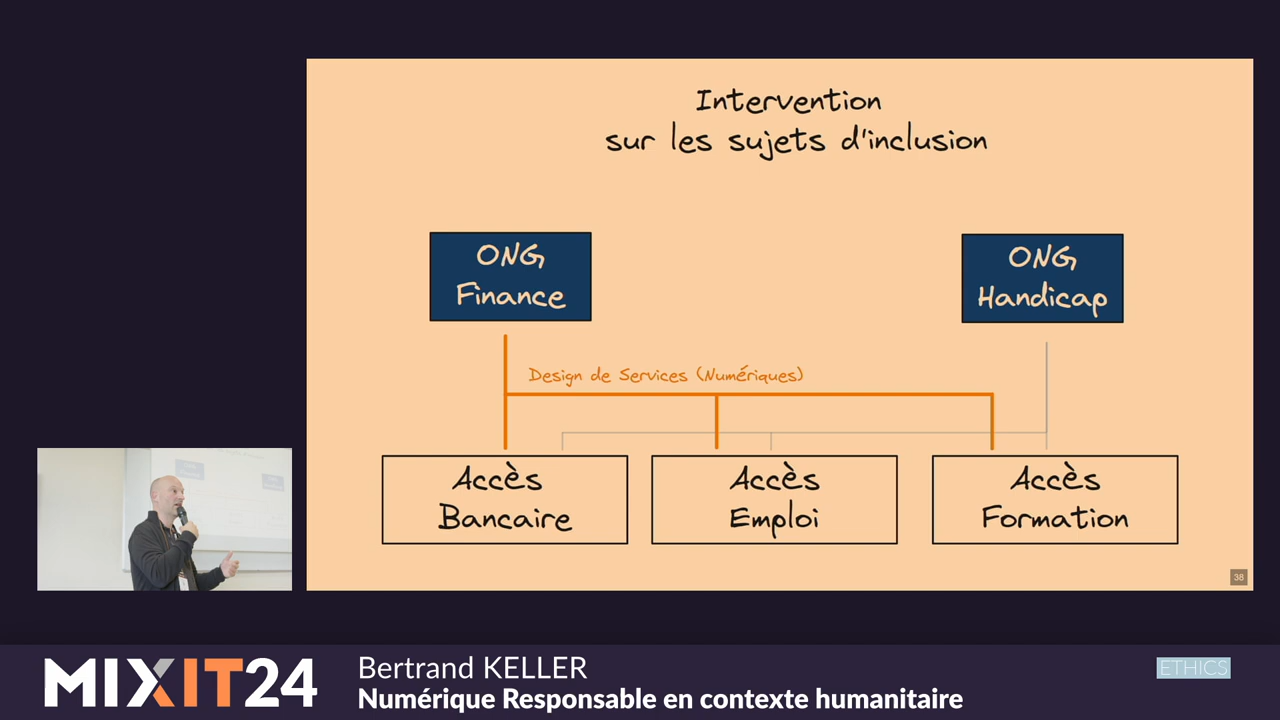 Intervention
sur les sujets d'inclusion
ONG
Finance
ONG
Handicap
Design de Services (Numériques)
Accès
Bancaire
Accès
Emploi
Accès
Formation
38
MIXIT24
Bertrand KELLER
Numérique Responsable en contexte humanitaire
ETHICS